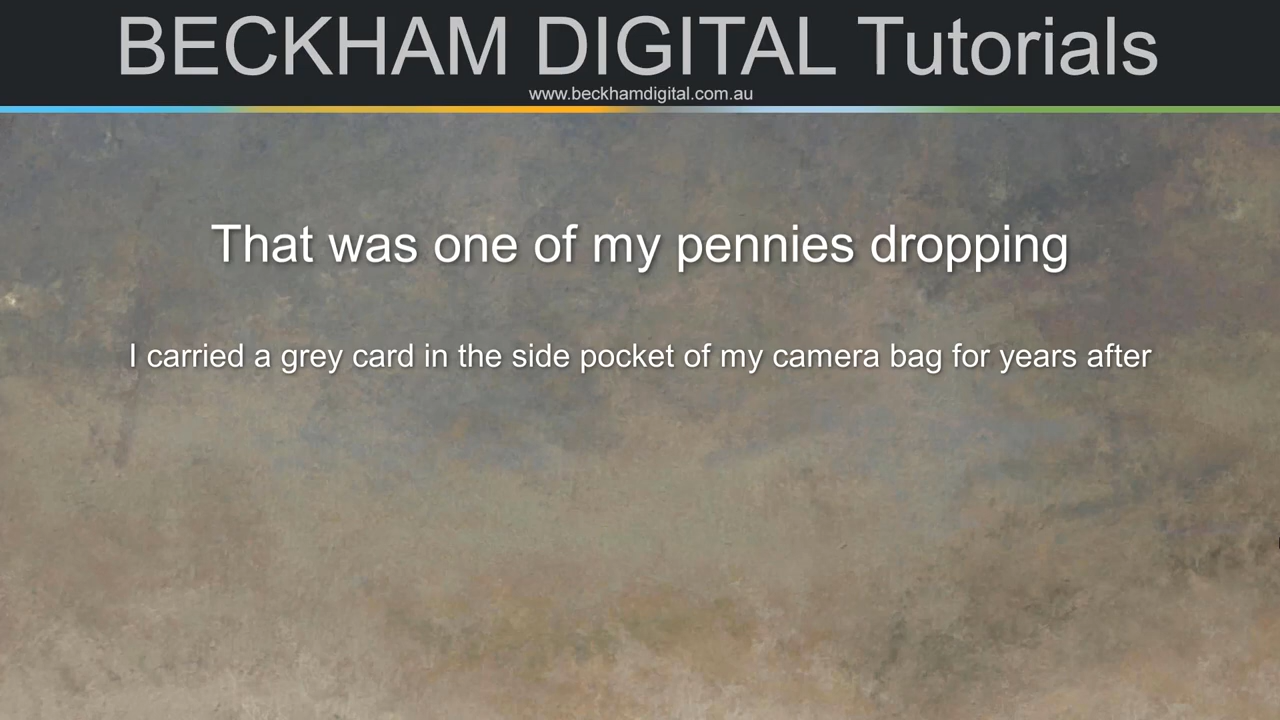 BECKHAM DIGITAL Tutorials
www.beckhamdigital.com.au
That was one of my pennies dropping
I carried a grey card in the side pocket of my camera bag for years after